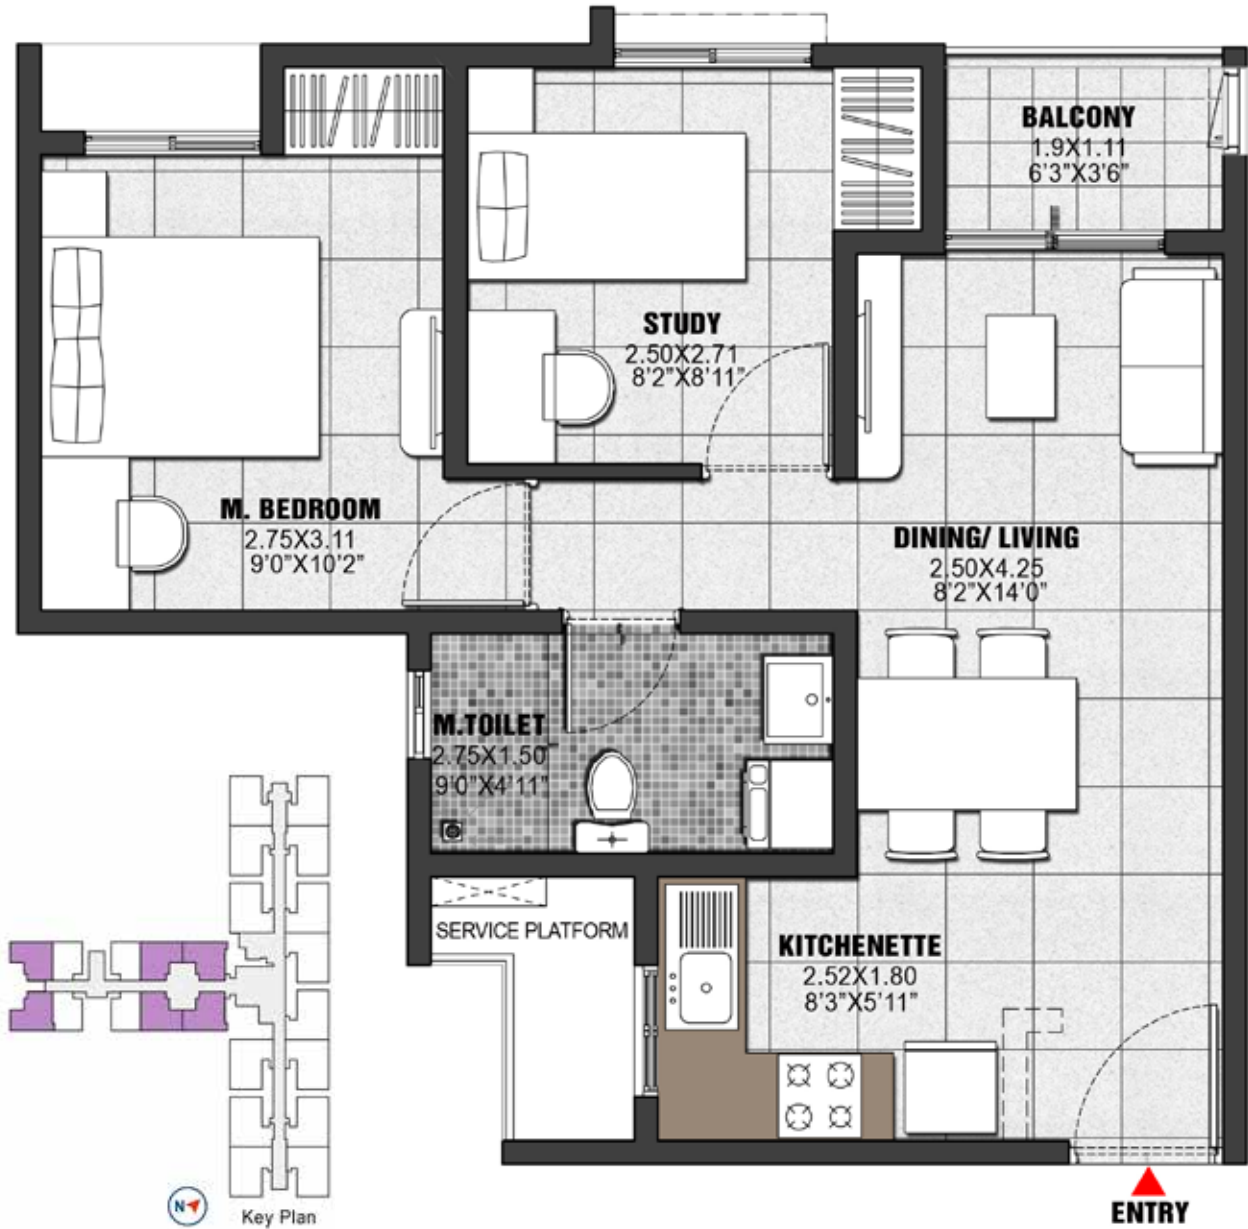 BALCONY
1.9X1.11
6'3"X3'6"
STUDY
2.50X2.71
8'2"X8'11"
M. BEDROOM
2.75X3.11
9'0"X10'2"
DINING/ LIVING
2.50X4.25
8'2"X14'0"
M.TOILET
2.75X1.50
9'0"X4'11"
SERVICE PLATFORM
KITCHENETTE
2.52X1.80
8'3"X5'11"
N
Key Plan
ENTRY